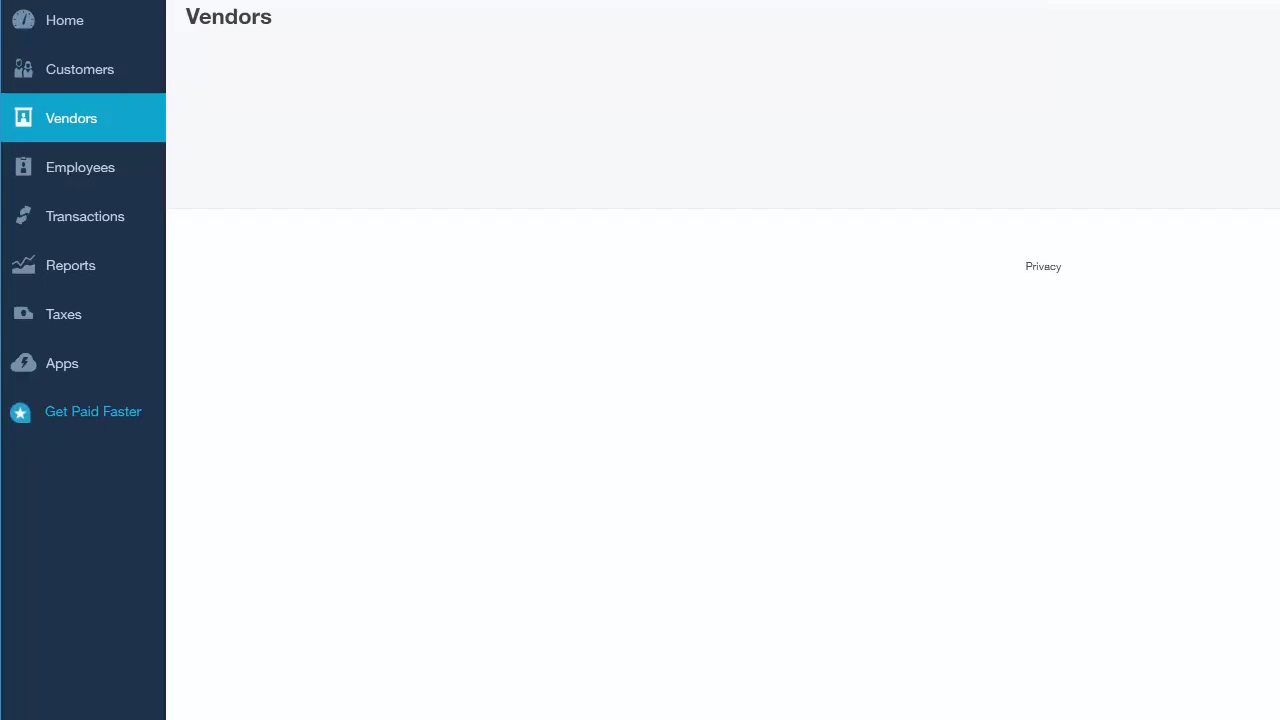 Home
Vendors
Customers
Vendors
Employees
Transactions
Reports
Privacy
Taxes
Apps
Get Paid Faster